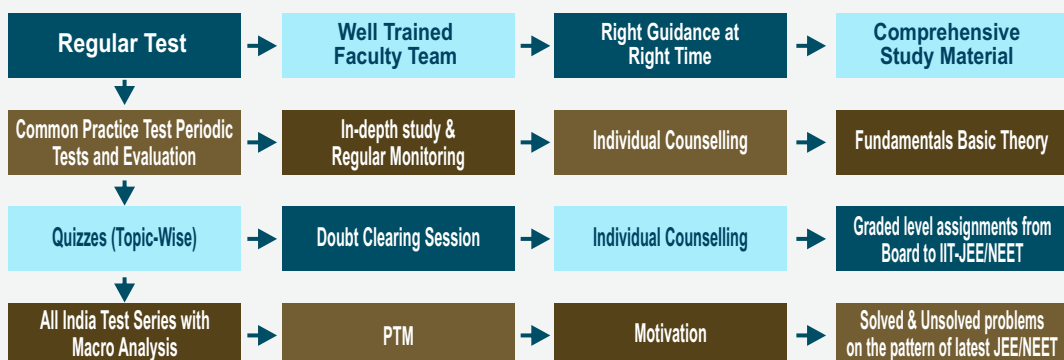 Regular Test
Well Trained
Faculty Team
Right Guidance at
Right Time
Comprehensive
Study Material
Common Practice Test Periodic
Tests and Evaluation
In-depth study &
Regular Monitoring
Individual Counselling
Fundamentals Basic Theory
Quizzes (Topic-Wise)
Doubt Clearing Session
Individual Counselling
Graded level assignments from
Board to IIT-JEE/NEET
All India Test Series with
Macro Analysis
PTM
Motivation
Solved & Unsolved problems
on the pattern of latest JEE/NEET